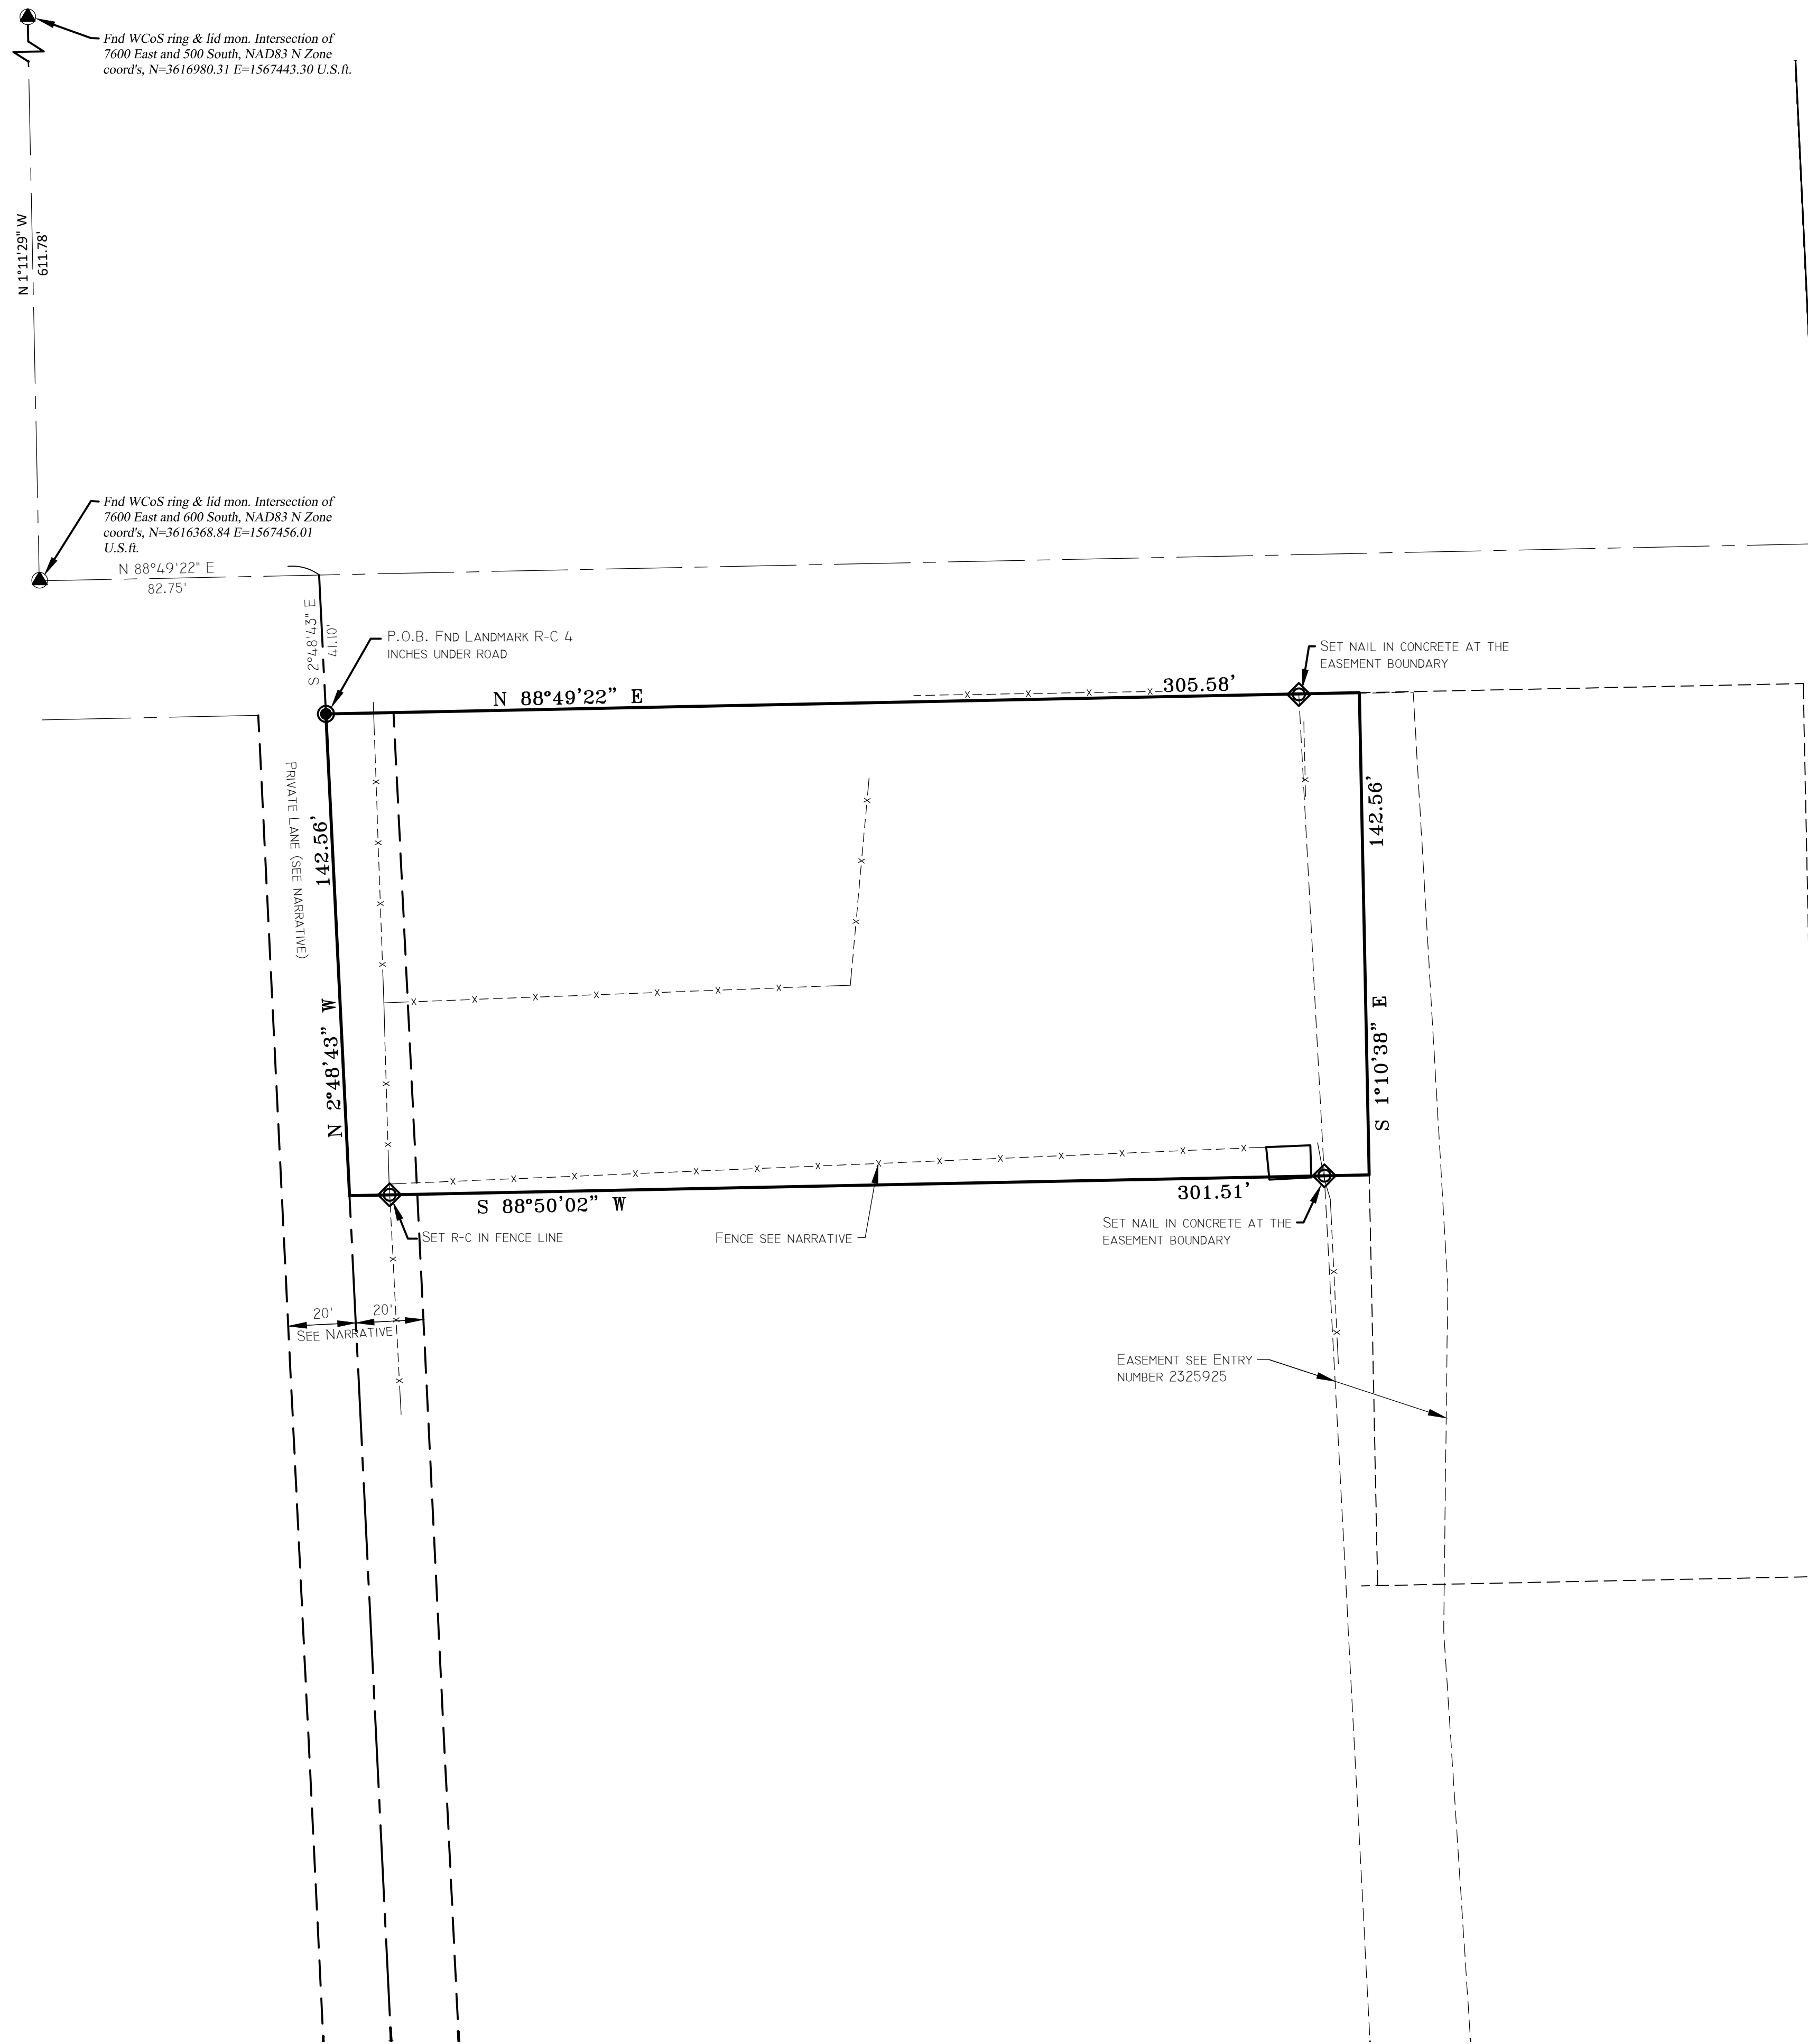 Fnd WCoS ring & lid mon. Intersection of
7600 East and 500 South, NAD83 N Zone
coord's, N=3616980.31 E=1567443.30 U.S.ft.
N 1°11'29" W
611.78'
Fnd WCoS ring & lid mon. Intersection of
7600 East and 600 South, NAD83 N Zone
coord's, N=3616368.84 E=1567456.01
U.S.ft.
N 88°49'22" E
82.75'
S 2°48'43" E
41.10'
P.O.B. FND LANDMARK R-C 4
INCHES UNDER ROAD
SET NAIL IN CONCRETE AT THE
EASEMENT BOUNDARY
N 88°49'22" E
X X X X
305.58'
PRIVATE LANE (SEE NARRATIVE)
142.56'
N 2°48'43" W
X X X X X X
X X X X X X X
X X X
X
142.56'
S 1°10'38" E
X X X X X X X X X X X X X X
S 88°50'02" W
301.51'
SET R-C IN FENCE LINE
FENCE SEE NARRATIVE
SET NAIL IN CONCRETE AT THE
EASEMENT BOUNDARY
X X X
X X
20'
20'
SEE NARRATIVE
EASEMENT SEE ENTRY
NUMBER 2325925